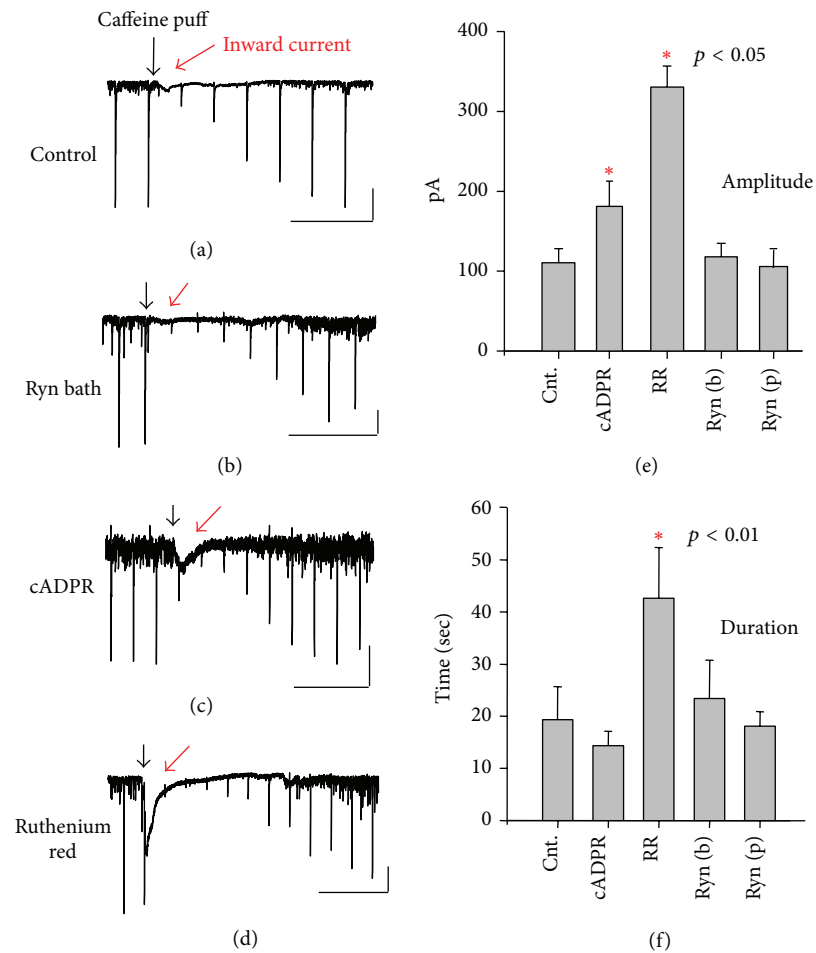 Caffeine puff
Inward current
Control
(a)
Ryn bath
(b)
cADPR
(c)
Ruthenium
red
(d)
400
300
200
100
0
pA
*
*
p < 0.05
Amplitude
Cnt.
cADPR
RR
Ryn (b)
Ryn (p)
(e)
60
50
40
30
20
10
0
Time (sec)
*
p < 0.01
Duration
Cnt.
cADPR
RR
Ryn (b)
Ryn (p)
(f)